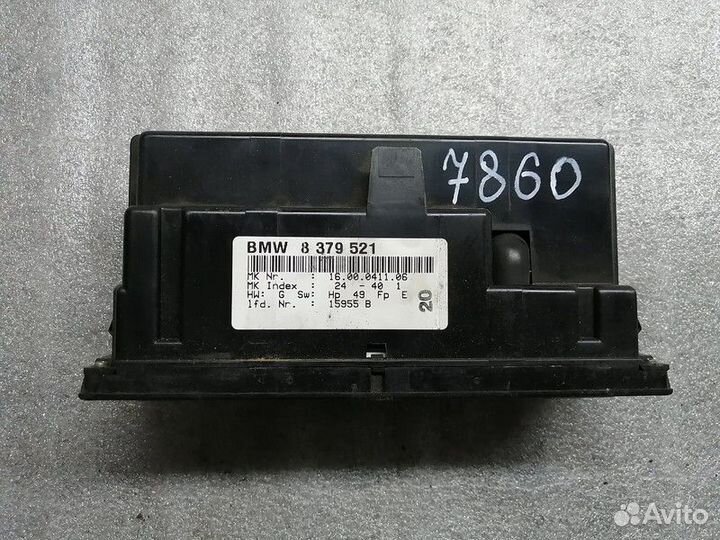 7860
BMW 8 379 521
MK Nr. : 16.00.0411.06
MK Index : 24 - 40 1
HW: G Sw: Hp 49 Fp E
lfd. Nr. : 15955 B
20
Avito